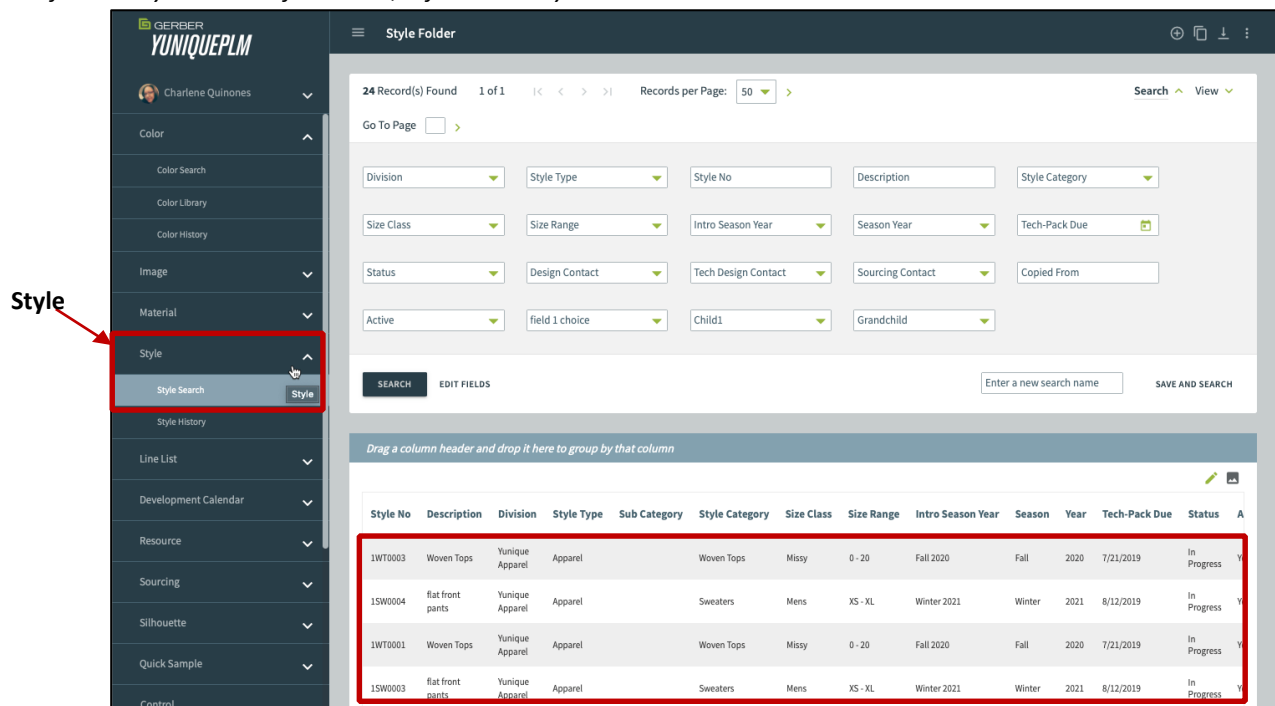 GERBER
YUNIQUEPLM
Style Folder
Charlene Quinones
24 Record(s) Found 1 of 1 Records per Page: 50 Search View
Go To Page
Color
Color Search
Color Library
Color History
Image
Material
Style
Style
Style Search
Style
Style History
Line List
Development Calendar
Resource
Sourcing
Silhouette
Quick Sample
Control
Division Style Type Style No Description Style Category
Size Class Size Range Intro Season Year Season Year Tech-Pack Due
Status Design Contact Tech Design Contact Sourcing Contact Copied From
Active field 1 choice Child1 Grandchild
SEARCH EDIT FIELDS Enter a new search name SAVE AND SEARCH
Drag a column header and drop it here to group by that column
Style No Description Division Style Type Sub Category Style Category Size Class Size Range Intro Season Year Season Year Tech-Pack Due Status A
1WT0003 Woven Tops Yunique Apparel Apparel Woven Tops Missy 0 - 20 Fall 2020 Fall 2020 7/21/2019 In Progress
1SW0004 flat front pants Yunique Apparel Apparel Sweaters Mens XS - XL Winter 2021 Winter 2021 8/12/2019 In Progress
1WT0001 Woven Tops Yunique Apparel Apparel Woven Tops Missy 0 - 20 Fall 2020 Fall 2020 7/21/2019 In Progress
1SW0003 flat front pants Yunique Apparel Apparel Sweaters Mens XS - XL Winter 2021 Winter 2021 8/12/2019 In Progress